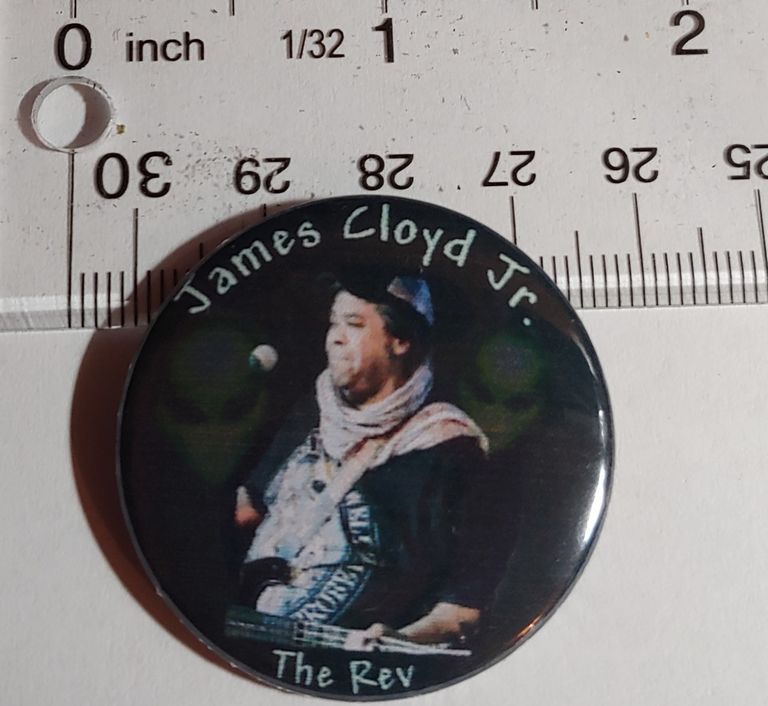 0 inch 1/32 1 2
30 29 28 27 26 25
James Cloyd Jr.
The Rev